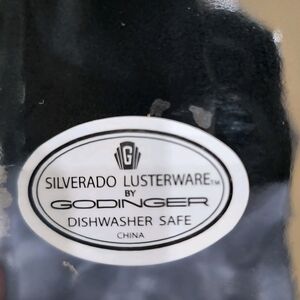 G
SILVERADO LUSTERWARE™
BY
GODINGER
DISHWASHER SAFE
CHINA